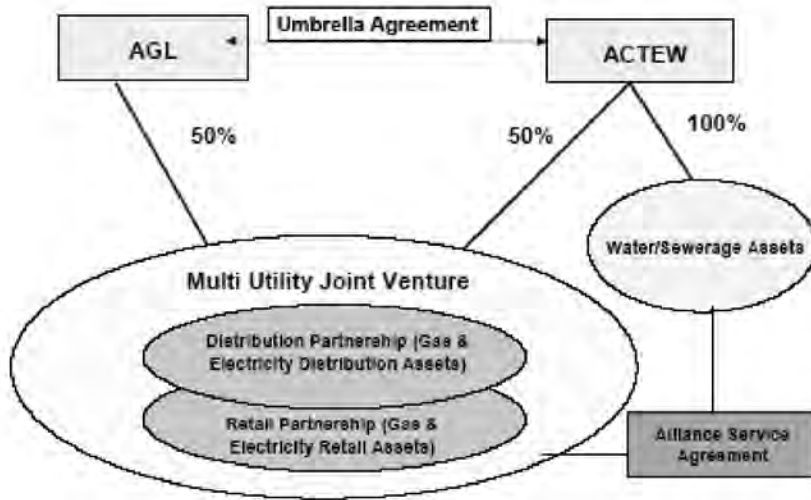 Umbrella Agreement
AGL
ACTEW
50%
50%
100%
Water/Sewerage Assets
Multi Utility Joint Venture
Distribution Partnership (Gas &
Electricity Distribution Assets)
Retail Partnership (Gas &
Electricity Retail Assets)
Alliance Service
Agreement